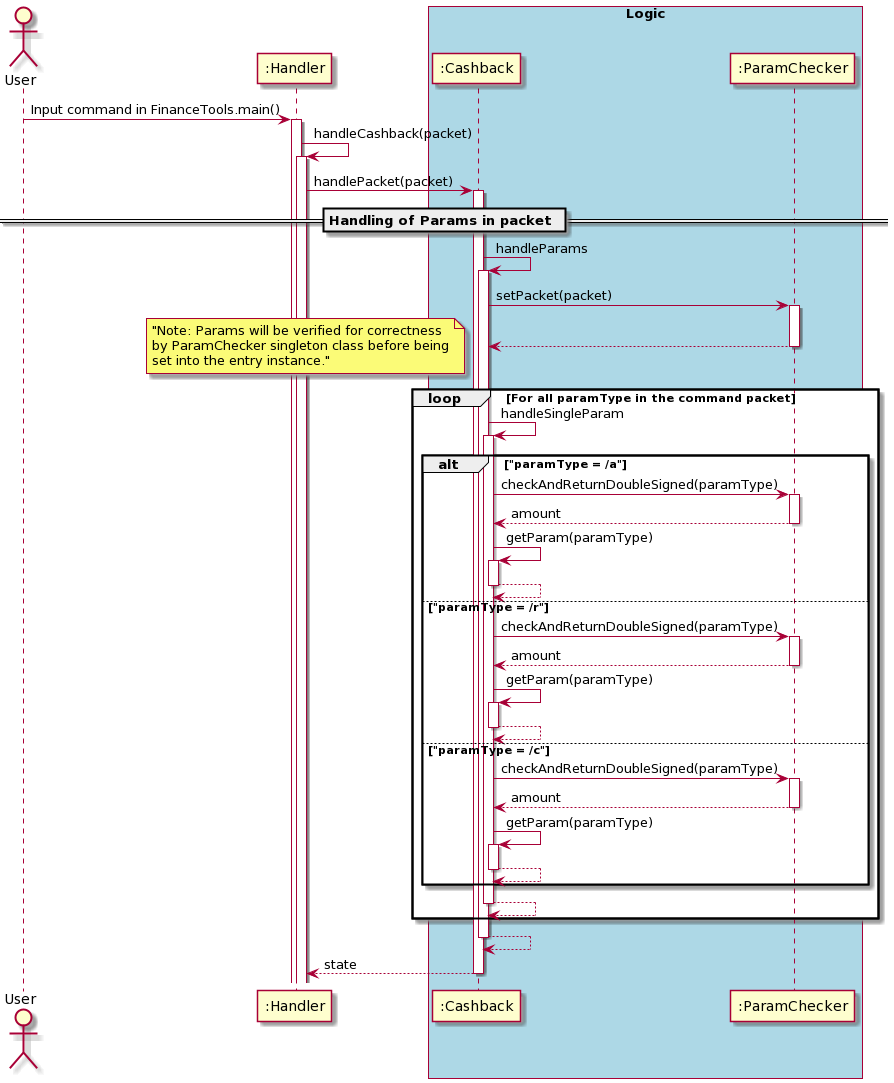 Logic
User
:Handler
:Cashback
:ParamChecker
Input command in FinanceTools.main()
handleCashback(packet)
handlePacket(packet)
Handling of Params in packet
handleParams
setPacket(packet)
"Note: Params will be verified for correctness
by ParamChecker singleton class before being
set into the entry instance."
loop
[For all paramType in the command packet]
handleSingleParam
alt
["paramType = /a"]
checkAndReturnDoubleSigned(paramType)
amount
getParam(paramType)
["paramType = /r"]
checkAndReturnDoubleSigned(paramType)
amount
getParam(paramType)
["paramType = /c"]
checkAndReturnDoubleSigned(paramType)
amount
getParam(paramType)
state
User
:Handler
:Cashback
:ParamChecker